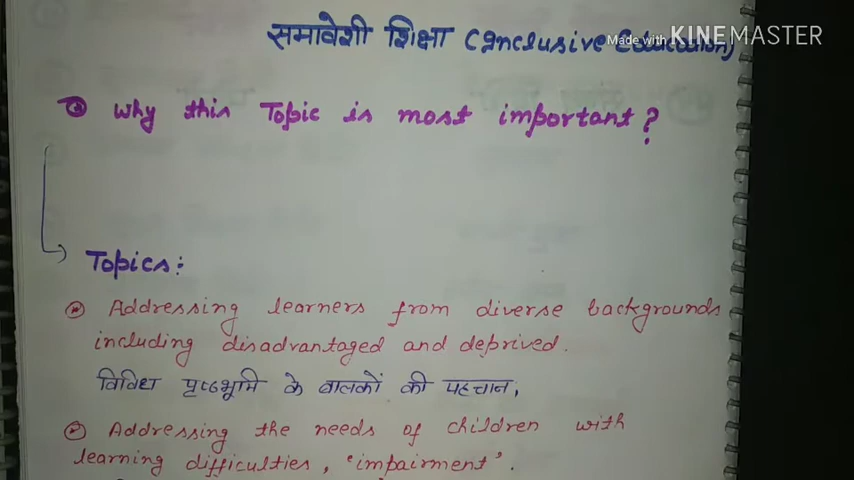 समावेशी शिक्षा (Inclusive Education)
Made with KINEMASTER
Why this Topic is most important?
Topics:
Addressing learners from diverse backgrounds
including disadvantaged and deprived.
विविध पृष्ठभूमि के बालकों की पहचान,
Addressing the needs of children with
learning difficulties, 'impairment'.